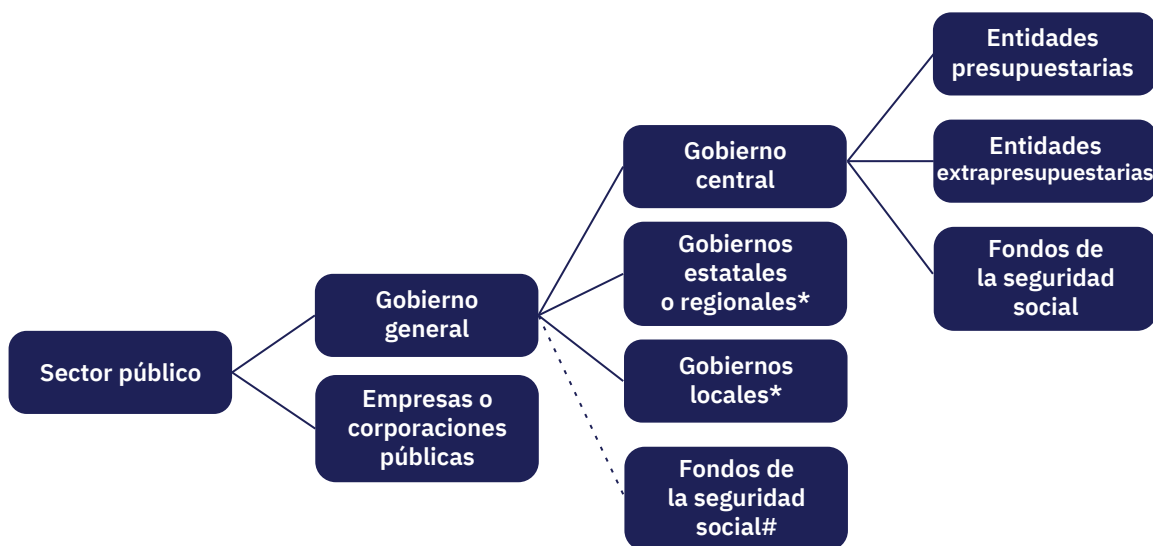 Sector público
Gobierno
general
Empresas o
corporaciones
públicas
Gobierno
central
Gobiernos
estatales
o regionales*
Gobiernos
locales*
Fondos de
la seguridad
social#
Entidades
presupuestarias
Entidades
extrapresupuestarias
Fondos de
la seguridad
social